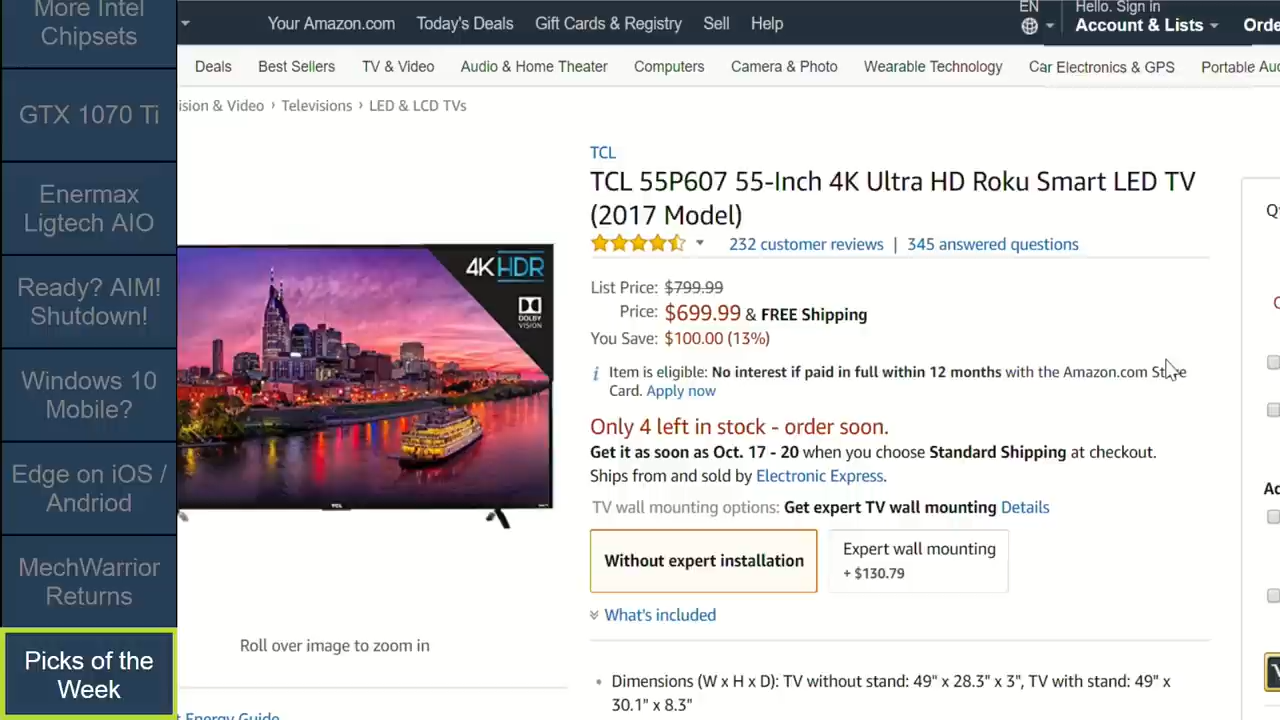 More Intel
Chipsets
GTX 1070 Ti
Enermax
Ligtech AIO
Ready? AIM!
Shutdown!
Windows 10
Mobile?
Edge on iOS /
Andriod
MechWarrior
Returns
Picks of the
Week
Your Amazon.com Today's Deals Gift Cards & Registry Sell Help
EN
Hello. Sign in
Account & Lists
Deals Best Sellers TV & Video Audio & Home Theater Computers Camera & Photo Wearable Technology Car Electronics & GPS Portable
ision & Video › Televisions › LED & LCD TVs
4K HDR
DOLBY
VISION
TCL
Roll over image to zoom in
Energy Guide
TCL
TCL 55P607 55-Inch 4K Ultra HD Roku Smart LED TV
(2017 Model)
232 customer reviews | 345 answered questions
List Price: $799.99
Price: $699.99 & FREE Shipping
You Save: $100.00 (13%)
i Item is eligible: No interest if paid in full within 12 months with the Amazon.com Store
Card. Apply now
Only 4 left in stock - order soon.
Get it as soon as Oct. 17 - 20 when you choose Standard Shipping at checkout.
Ships from and sold by Electronic Express.
TV wall mounting options: Get expert TV wall mounting Details
Without expert installation
Expert wall mounting
+ $130.79
What's included
• Dimensions (W x H x D): TV without stand: 49" x 28.3" x 3", TV with stand: 49" x
30.1" x 8.3"